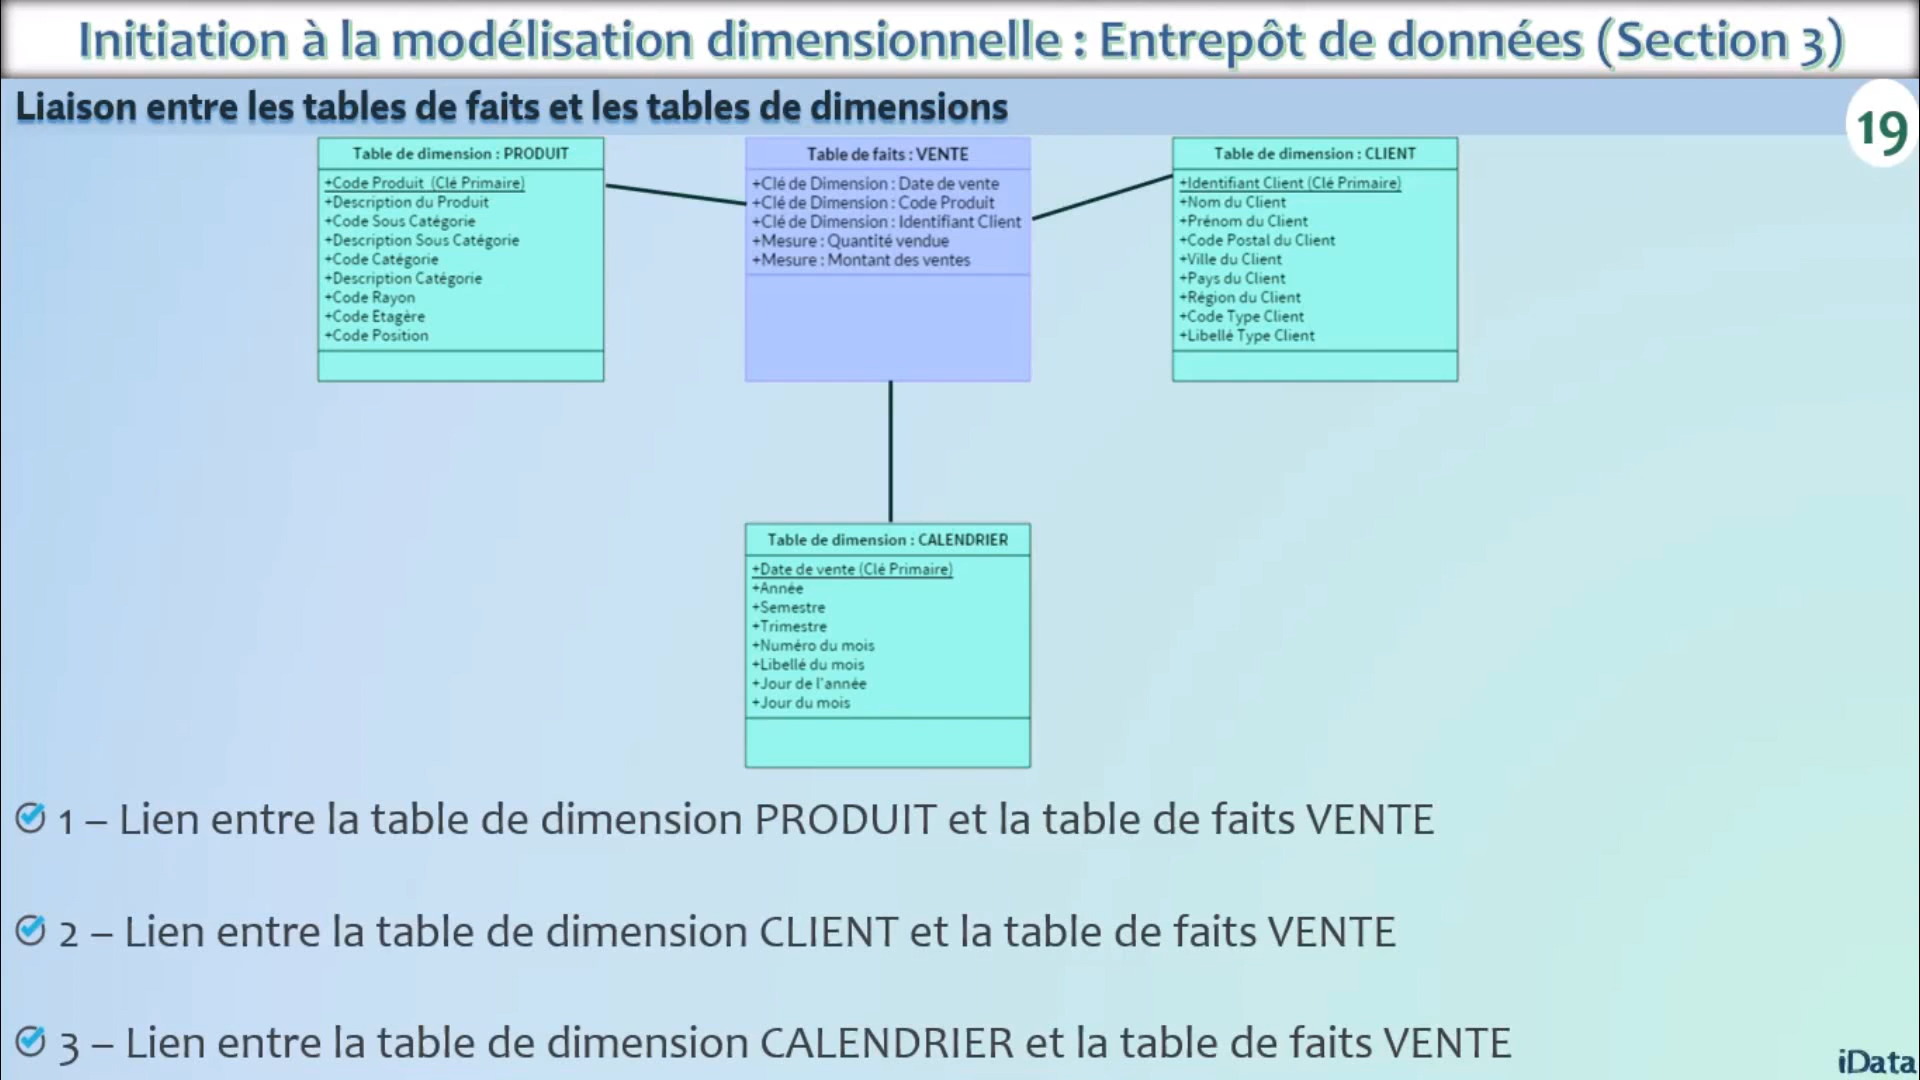 Initiation à la modélisation dimensionnelle : Entrepôt de données (Section 3)
Liaison entre les tables de faits et les tables de dimensions
19
Table de dimension : PRODUIT
+Code Produit (Clé Primaire)
+Description du Produit
+Code Sous Catégorie
+Description Sous Catégorie
+Code Catégorie
+Description Catégorie
+Code Rayon
+Code Etagère
+Code Position
Table de faits : VENTE
+Clé de Dimension : Date de vente
+Clé de Dimension : Code Produit
+Clé de Dimension : Identifiant Client
+Mesure : Quantité vendue
+Mesure : Montant des ventes
Table de dimension : CLIENT
+Identifiant Client (Clé Primaire)
+Nom du Client
+Prénom du Client
+Code Postal du Client
+Ville du Client
+Pays du Client
+Région du Client
+Code Type Client
+Libellé Type Client
Table de dimension : CALENDRIER
+Date de vente (Clé Primaire)
+Année
+Semestre
+Trimestre
+Numéro du mois
+Libellé du mois
+Jour de l'année
+Jour du mois
1 – Lien entre la table de dimension PRODUIT et la table de faits VENTE
2 – Lien entre la table de dimension CLIENT et la table de faits VENTE
3 – Lien entre la table de dimension CALENDRIER et la table de faits VENTE
iData